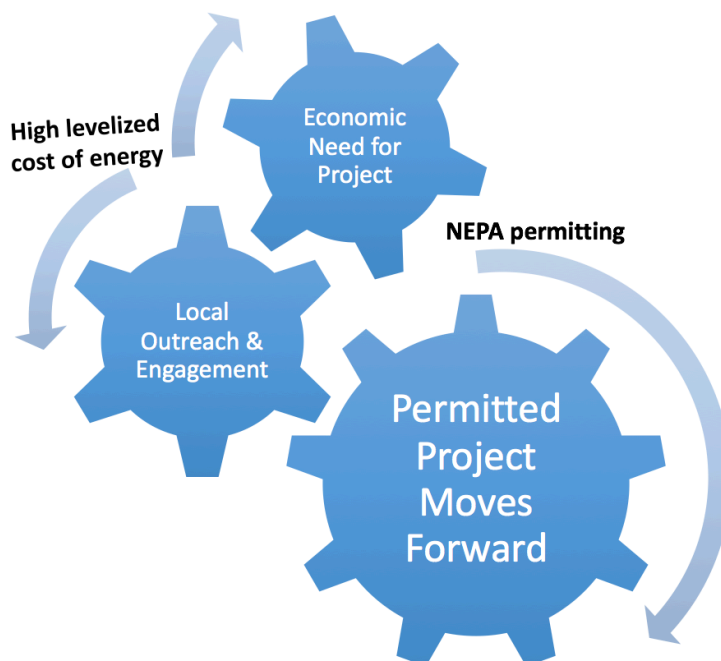 Economic
Need for
Project
High levelized
cost of energy
NEPA permitting
Local
Outreach &
Engagement
Permitted
Project
Moves
Forward